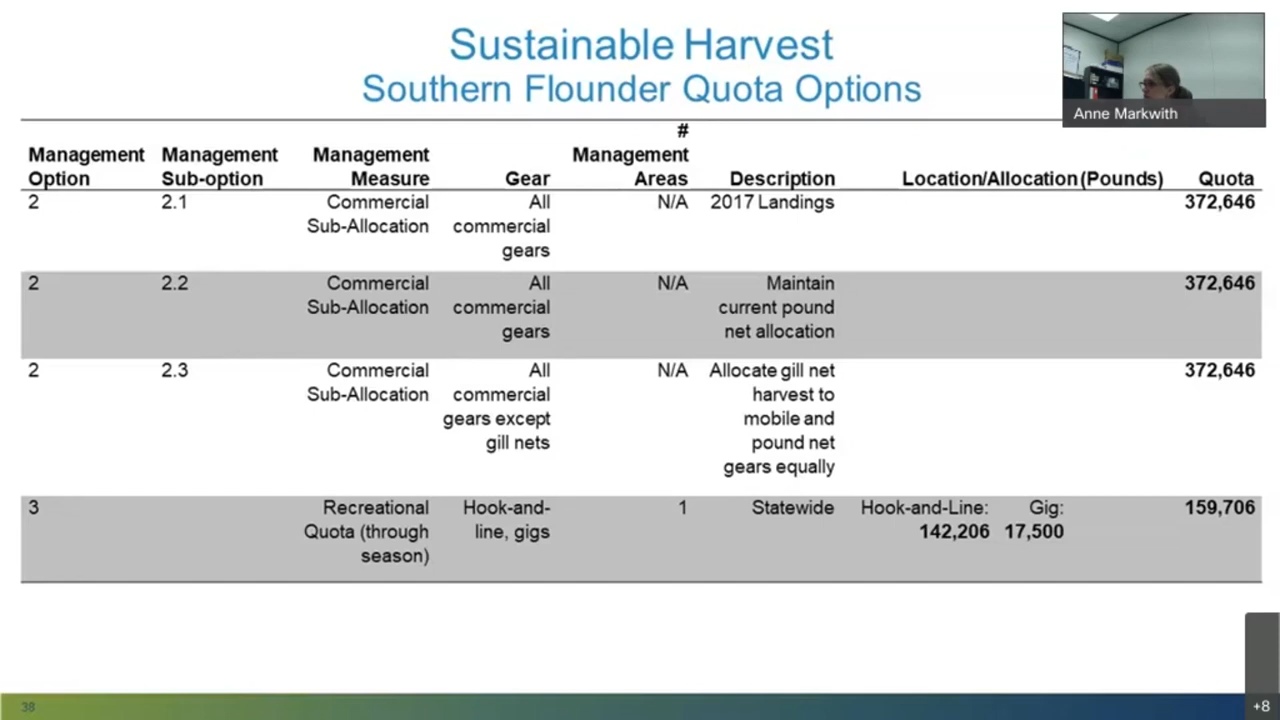 Sustainable Harvest
Southern Flounder Quota Options
Anne Markwith
#
Management Management Management Management
Option Sub-option Measure Gear Areas Description Location/Allocation (Pounds) Quota
2 2.1 Commercial All N/A 2017 Landings 372,646
Sub-Allocation commercial
gears
2 2.2 Commercial All N/A Maintain 372,646
Sub-Allocation commercial current pound
gears net allocation
2 2.3 Commercial All N/A Allocate gill net 372,646
Sub-Allocation commercial harvest to
gears except mobile and
gill nets pound net
gears equally
3 Recreational Hook-and- 1 Statewide Hook-and-Line: Gig: 159,706
Quota (through line, gigs 142,206 17,500
season)
38
+8